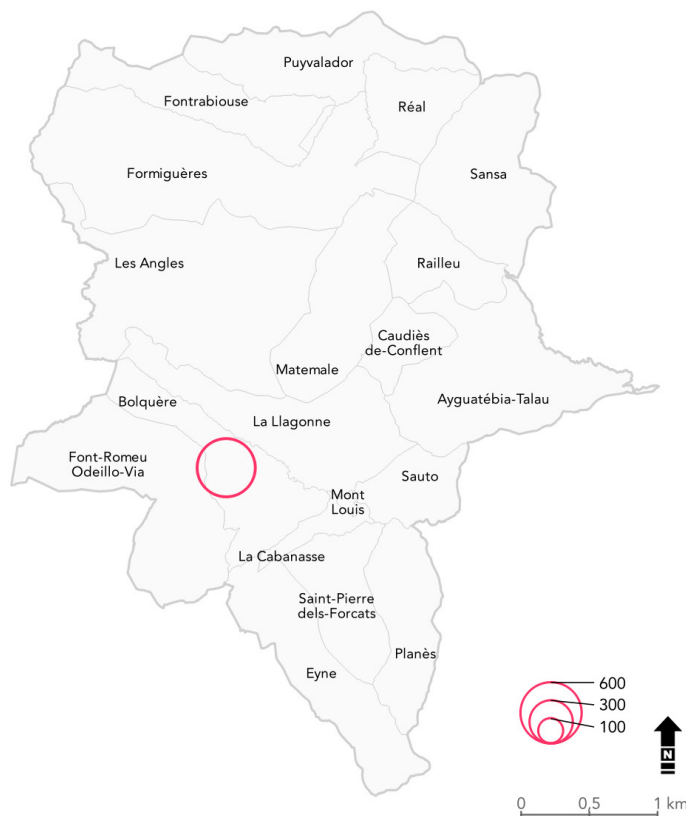 Puyvalador
Fontrabiouse
Réal
Formiguères
Sansa
Les Angles
Railleu
Caudiès
de-Conflent
Matemale
Bolquère
Ayguatébia-Talau
La Llagonne
Font-Romeu
Odeillo-Via
Sauto
Mont
Louis
La Cabanasse
Saint-Pierre
dels-Forcats
Planès
Eyne
600
300
100
N
0 0,5 1 km